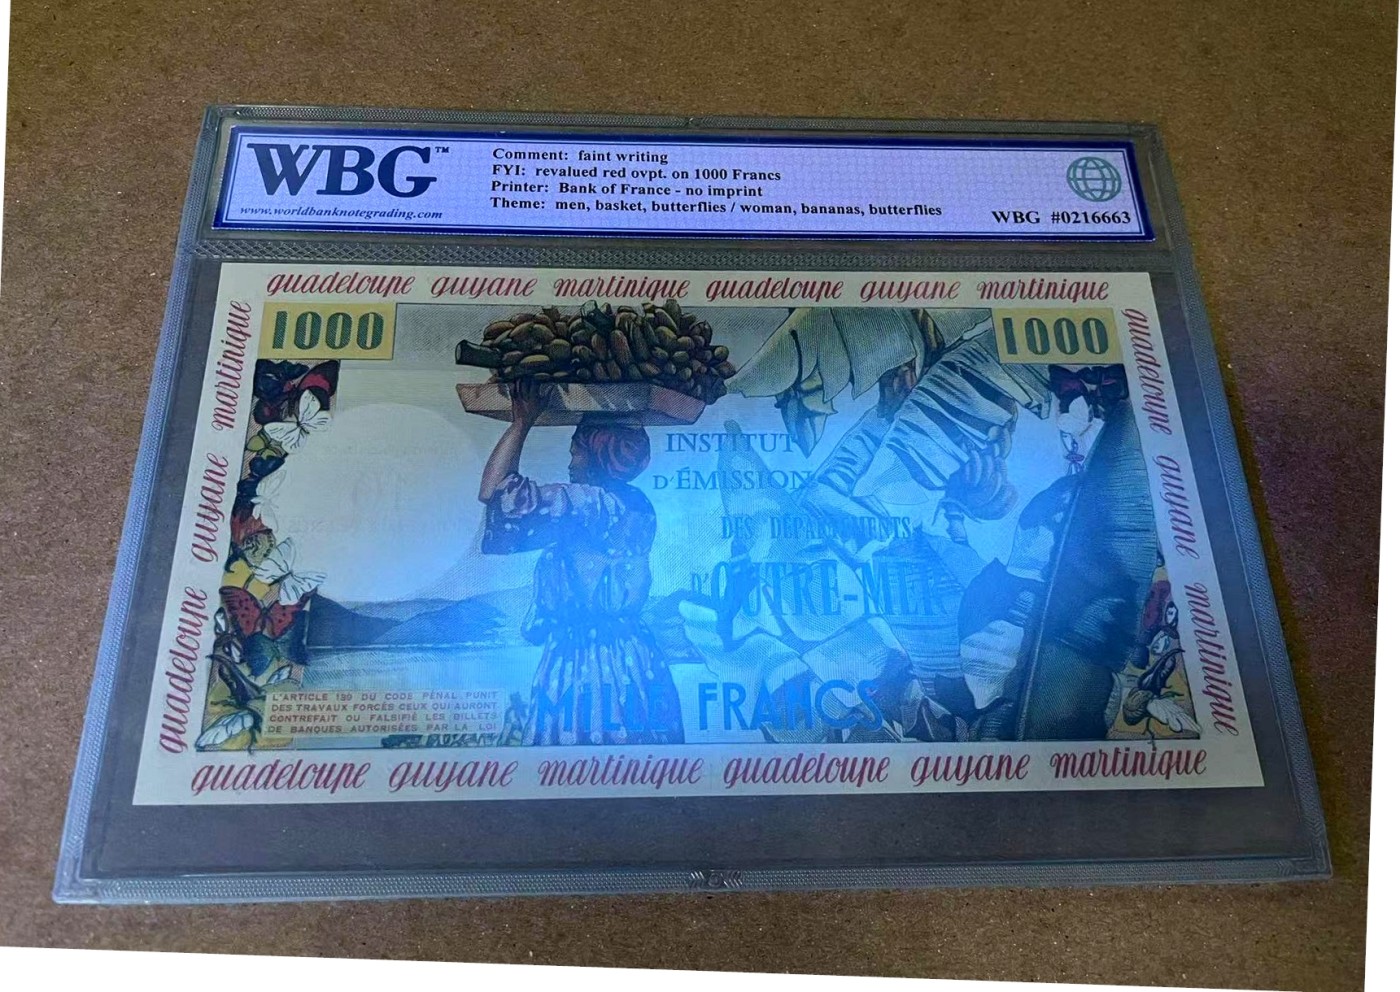 WBG™
www.worldbanknotegrading.com
Comment: faint writing
FYI: revalued red ovpt. on 1000 Francs
Printer: Bank of France - no imprint
Theme: men, basket, butterflies / woman, bananas, butterflies
WBG #0216663
guadeloupe guyane martinique guadeloupe guyane martinique
1000
1000
guadeloupe guyane martinique
guadeloupe guyane martinique
INSTITUT
D'ÉMISSION
DES DÉPARTEMENTS
D'OUTRE-MER
MILLE FRANCS
L'ARTICLE 139 DU CODE PÉNAL PUNIT
DES TRAVAUX FORCÉS CEUX QUI AURONT
CONTREFAIT OU FALSIFIÉ LES BILLETS
DE BANQUES AUTORISÉES PAR LA LOI
guadeloupe guyane martinique guadeloupe guyane martinique